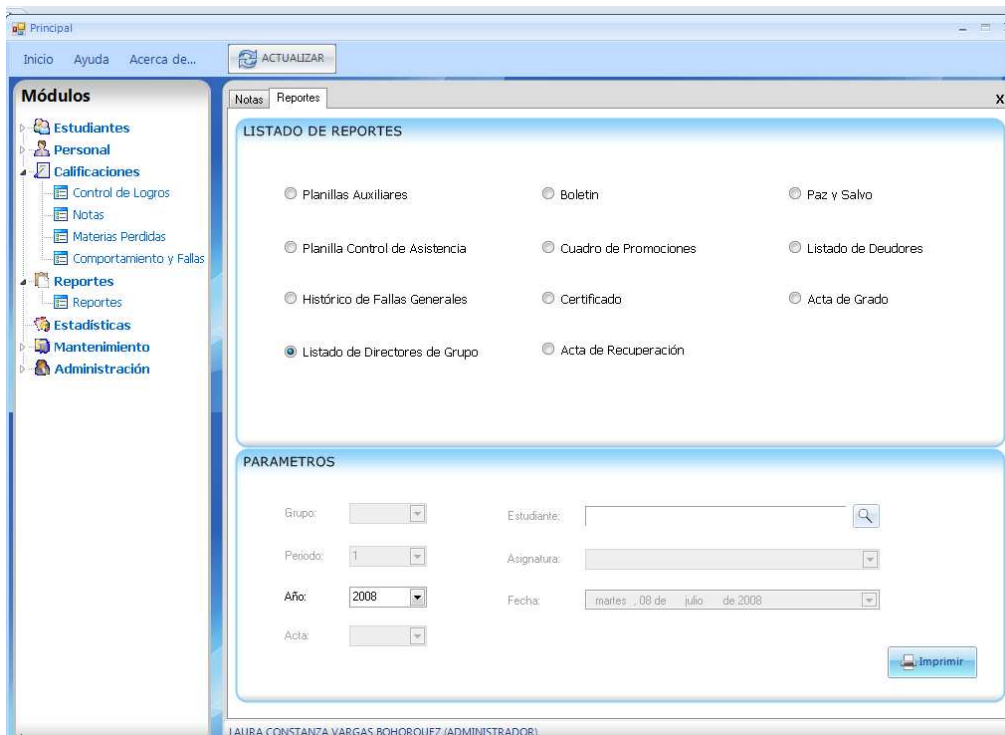 Principal
Inicio Ayuda Acerca de... ACTUALIZAR
Módulos
Estudiantes
Personal
Calificaciones
Control de Logros
Notas
Materias Perdidas
Comportamiento y Fallas
Reportes
Reportes
Estadísticas
Mantenimiento
Administración
Notas Reportes X
LISTADO DE REPORTES
Planillas Auxiliares Boletin Paz y Salvo
Planilla Control de Asistencia Cuadro de Promociones Listado de Deudores
Histórico de Fallas Generales Certificado Acta de Grado
Listado de Directores de Grupo Acta de Recuperación
PARAMETROS
Grupo: Estudiante:
Periodo: 1 Asignatura:
Año: 2008 Fecha: martes , 08 de julio de 2008
Acta:
Imprimir
LAURA CONSTANZA VARGAS BOHORQUEZ (ADMINISTRADOR)